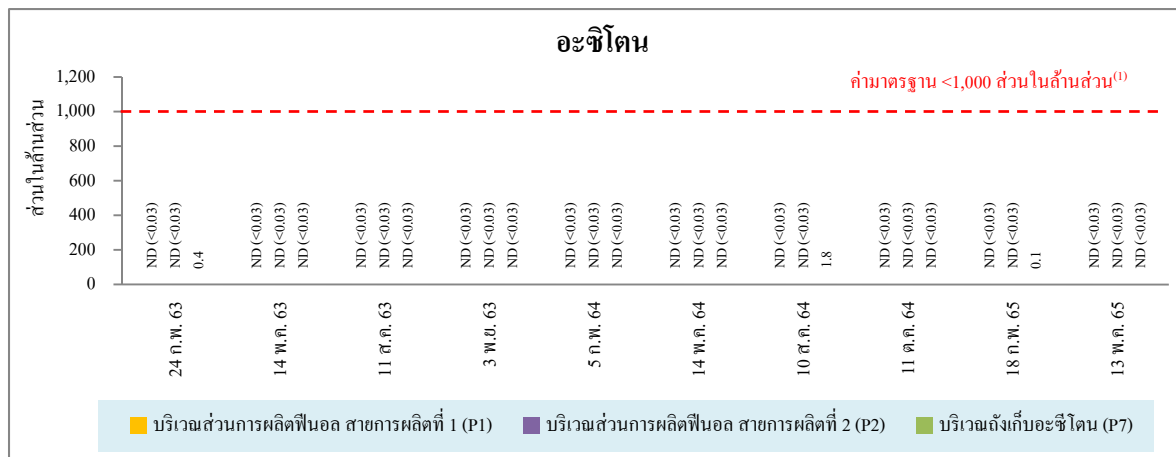 อะซิโตน
ค่ามาตรฐาน <1,000 ส่วนในล้านส่วน(1)
ส่วนในล้านส่วน
1,200
1,000
800
600
400
200
0
ND (<0.03) ND (<0.03) 0.4
ND (<0.03) ND (<0.03) ND (<0.03)
ND (<0.03) ND (<0.03) ND (<0.03)
ND (<0.03) ND (<0.03) ND (<0.03)
ND (<0.03) ND (<0.03) ND (<0.03)
ND (<0.03) ND (<0.03) ND (<0.03)
ND (<0.03) ND (<0.03) 1.8
ND (<0.03) ND (<0.03) ND (<0.03)
ND (<0.03) ND (<0.03) 0.1
ND (<0.03) ND (<0.03) ND (<0.03)
24 ก.พ. 63
14 พ.ค. 63
11 ส.ค. 63
3 พ.ย. 63
5 ก.พ. 64
14 พ.ค. 64
10 ส.ค. 64
11 ต.ค. 64
18 ก.พ. 65
13 พ.ค. 65
บริเวณส่วนการผลิตฟีนอล สายการผลิตที่ 1 (P1)
บริเวณส่วนการผลิตฟีนอล สายการผลิตที่ 2 (P2)
บริเวณถังเก็บอะซีโตน (P7)